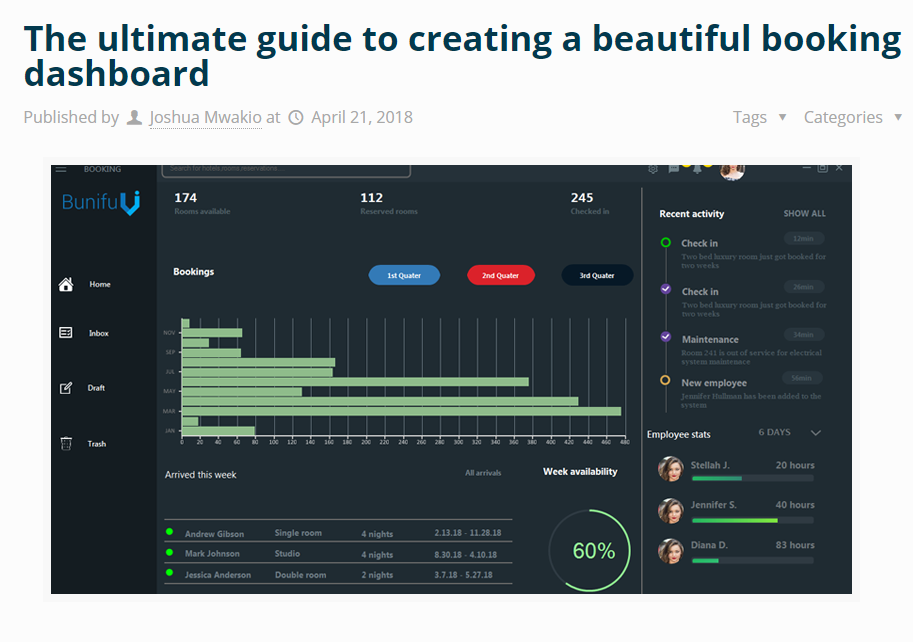 The ultimate guide to creating a beautiful booking
dashboard
Published by Joshua Mwakio at April 21, 2018
Tags Categories
BOOKING
Search for hotels,rooms,reservations...
Bunifu
174
Rooms available
112
Reserved rooms
245
Checked in
Home
Inbox
Draft
Trash
Bookings
1st Quater
2nd Quater
3rd Quater
NOV
SEP
JUL
MAY
MAR
JAN
0 20 40 60 80 100 120 140 160 180 200 220 240 260 280 300 320 340 360 380 400 420 440 460 480
Arrived this week
All arrivals
Andrew Gibson Single room 4 nights 2.13.18 - 11.28.18
Mark Johnson Studio 4 nights 8.30.18 - 4.10.18
Jessica Anderson Double room 2 nights 3.7.18 - 5.27.18
Week availability
60%
Recent activity SHOW ALL
Check in 12min
Two bed luxury room just got booked for
two weeks
Check in 26min
Two bed luxury room just got booked for
two weeks
Maintenance 34min
Room 241 is out of service for electrical
system maintenace
New employee 56min
Jennifer Hullman has been added to the
system
Employee stats 6 DAYS
Stellah J. 20 hours
Jennifer S. 40 hours
Diana D. 83 hours